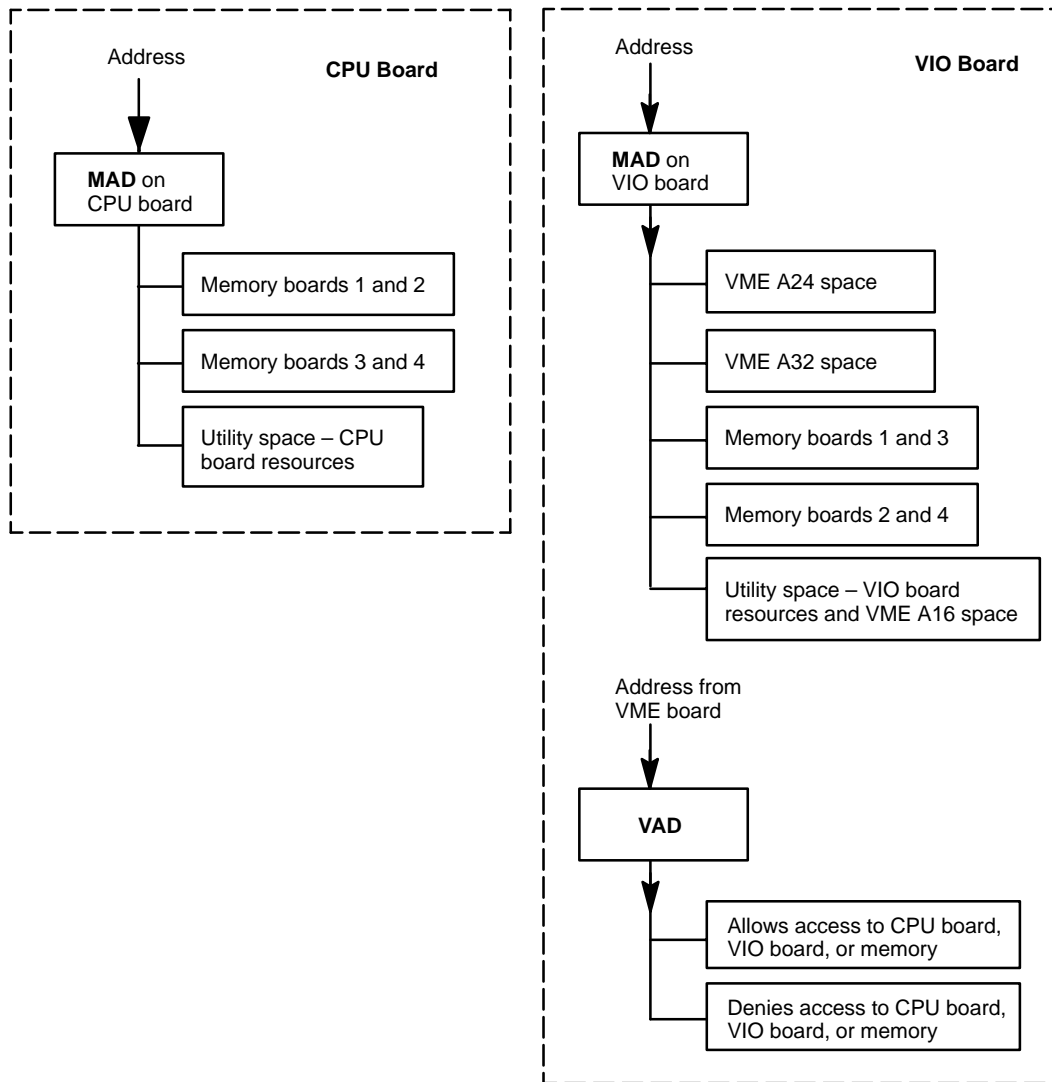 Address
CPU Board
MAD on
CPU board
Memory boards 1 and 2
Memory boards 3 and 4
Utility space – CPU
board resources
Address
VIO Board
MAD on
VIO board
VME A24 space
VME A32 space
Memory boards 1 and 3
Memory boards 2 and 4
Utility space – VIO board
resources and VME A16 space
Address from
VME board
VAD
Allows access to CPU board,
VIO board, or memory
Denies access to CPU board,
VIO board, or memory